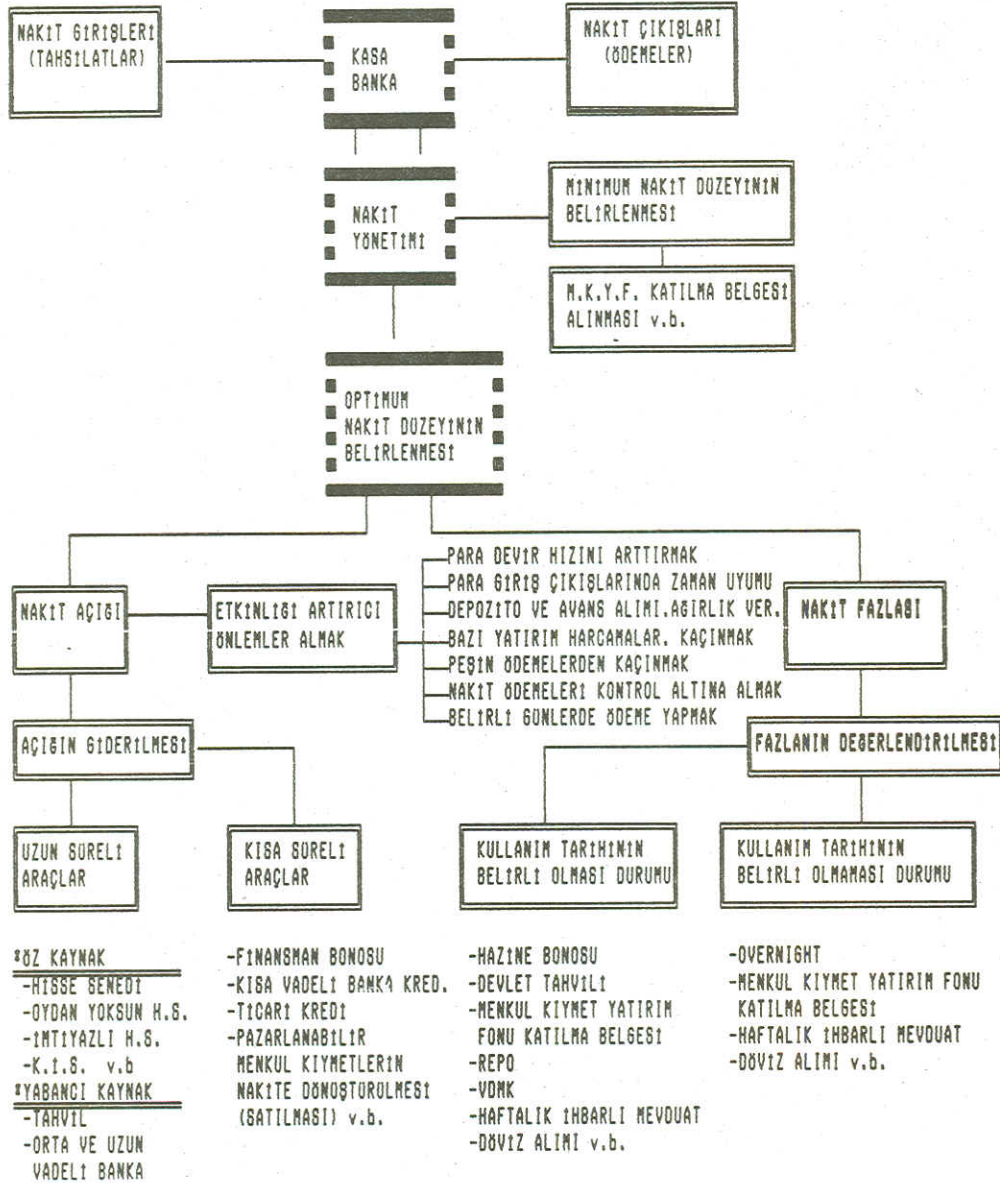 NAKİT GİRİŞLERİ
(TAHSİLATLAR)
KASA
BANKA
NAKİT ÇIKIŞLARI
(ÖDEMELER)
NAKİT
YÖNETİMİ
MİNİMUM NAKİT DÜZEYİNİN
BELİRLENMESİ
M.K.Y.F. KATILMA BELGESİ
ALINMASI v.b.
OPTİMUM
NAKİT DÜZEYİNİN
BELİRLENMESİ
NAKİT AÇIĞI
ETKİNLİĞİ ARTIRICI
ÖNLEMLER ALMAK
PARA DEVİR HIZINI ARTTIRMAK
PARA GİRİŞ ÇIKIŞLARINDA ZAMAN UYUMU
DEPOZİTO VE AVANS ALIMI.AĞIRLIK VER.
BAZI YATIRIM HARCAMALAR. KAÇINMAK
PEŞİN ÖDEMELERDEN KAÇINMAK
NAKİT ÖDEMELERİ KONTROL ALTINA ALMAK
BELİRLİ GÜNLERDE ÖDEME YAPMAK
NAKİT FAZLASI
AÇIĞIN GİDERİLMESİ
FAZLANIN DEĞERLENDİRİLMESİ
UZUN SÜRELİ
ARAÇLAR
KISA SÜRELİ
ARAÇLAR
KULLANIM TARİHİNİN
BELİRLİ OLMASI DURUMU
KULLANIM TARİHİNİN
BELİRLİ OLMAMASI DURUMU
*ÖZ KAYNAK
-HİSSE SENEDİ
-OYDAN YOKSUN H.S.
-İMTİYAZLI H.S.
-K.İ.S. v.b
*YABANCI KAYNAK
-TAHVİL
-ORTA VE UZUN
VADELİ BANKA
-FİNANSMAN BONOSU
-KISA VADELİ BANKA KRED.
-TİCARİ KREDİ
-PAZARLANABİLİR
MENKUL KIYMETLERİN
NAKİTE DÖNÜŞTÜRÜLMESİ
(SATILMASI) v.b.
-HAZİNE BONOSU
-DEVLET TAHVİLİ
-MENKUL KIYMET YATIRIM
FONU KATILMA BELGESİ
-REPO
-VDMK
-HAFTALIK İHBARLI MEVDUAT
-DÖVİZ ALIMI v.b.
-OVERNIGHT
-MENKUL KIYMET YATIRIM FONU
KATILMA BELGESİ
-HAFTALIK İHBARLI MEVDUAT
-DÖVİZ ALIMI v.b.